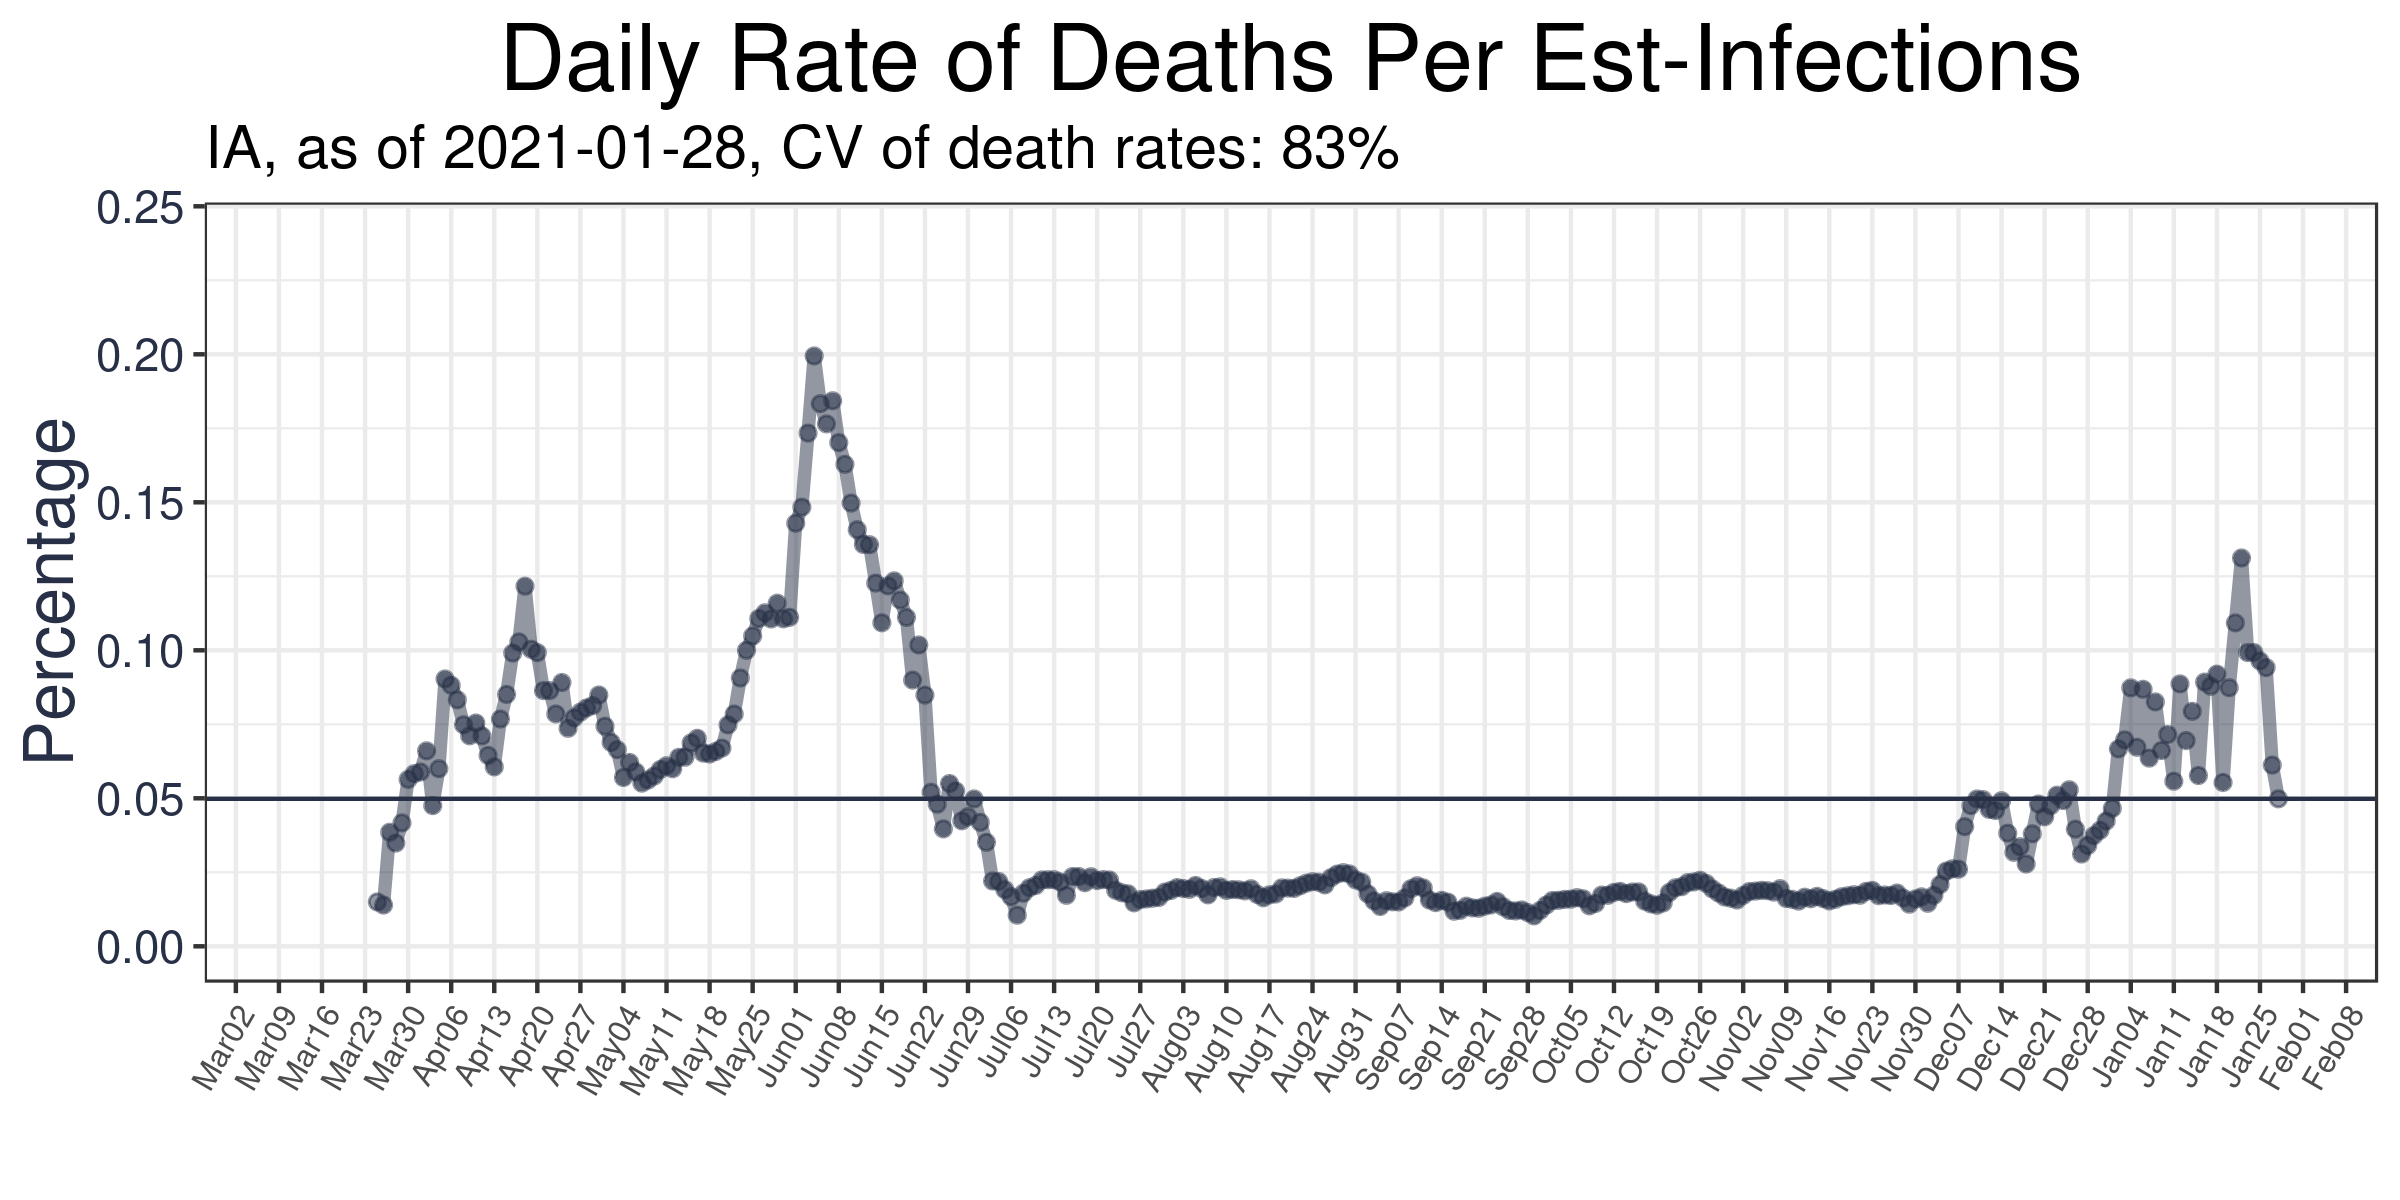 Daily Rate of Deaths Per Est-Infections
IA, as of 2021-01-28, CV of death rates: 83%
Percentage
0.25
0.20
0.15
0.10
0.05
0.00
Mar02
Mar09
Mar16
Mar23
Mar30
Apr06
Apr13
Apr20
Apr27
May04
May11
May18
May25
Jun01
Jun08
Jun15
Jun22
Jun29
Jul06
Jul13
Jul20
Jul27
Aug03
Aug10
Aug17
Aug24
Aug31
Sep07
Sep14
Sep21
Sep28
Oct05
Oct12
Oct19
Oct26
Nov02
Nov09
Nov16
Nov23
Nov30
Dec07
Dec14
Dec21
Dec28
Jan04
Jan11
Jan18
Jan25
Feb01
Feb08